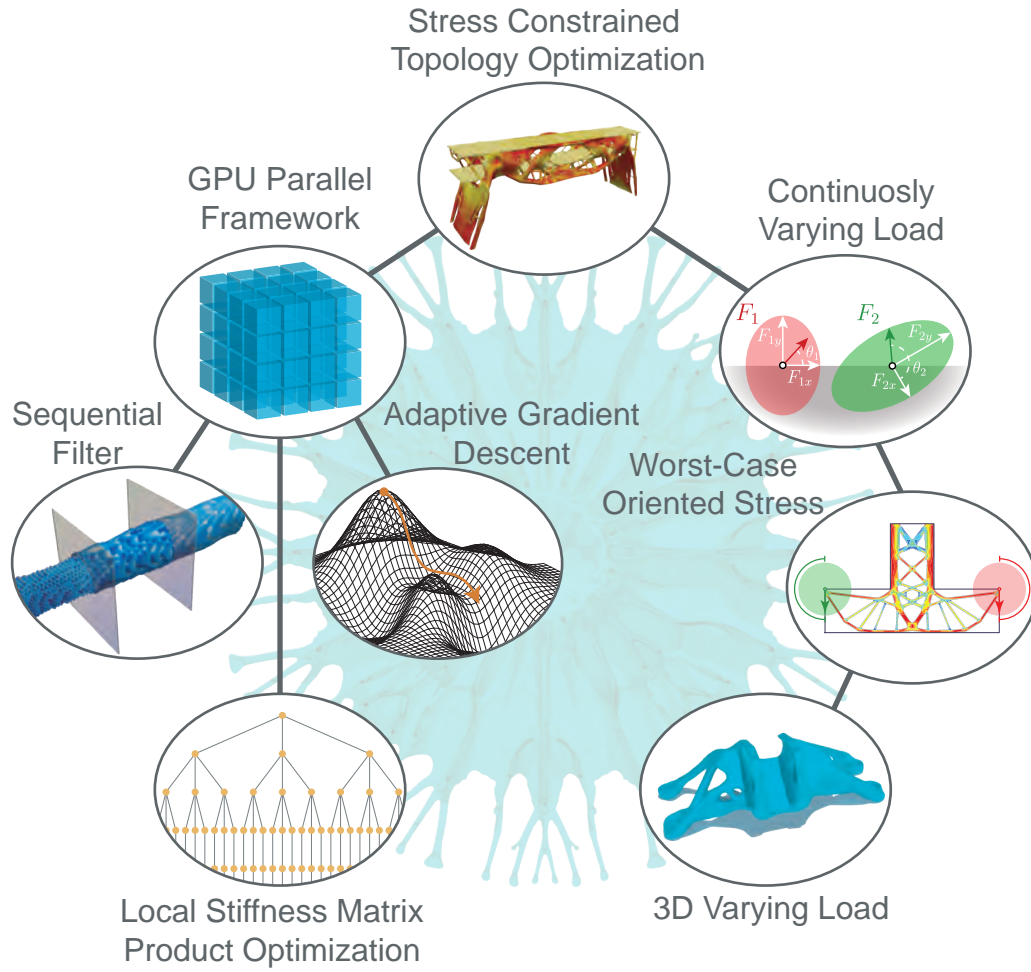 Stress Constrained
Topology Optimization
GPU Parallel
Framework
Continuosly
Varying Load
F₁
F₁y
θ₁
F₁x
F₂
F₂y
θ₂
F₂x
Sequential
Filter
Adaptive Gradient
Descent
Worst-Case
Oriented Stress
Local Stiffness Matrix
Product Optimization
3D Varying Load